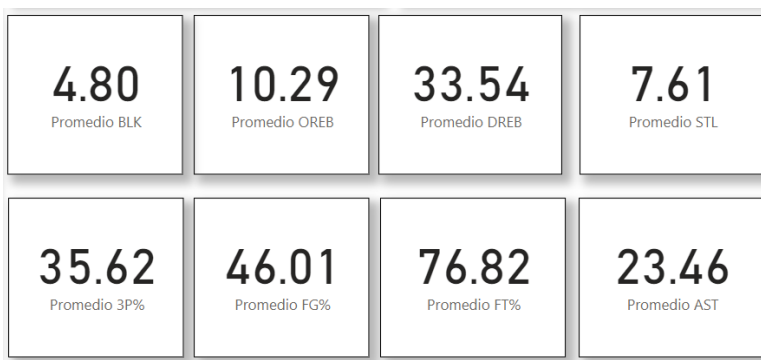 4.80
Promedio BLK
10.29
Promedio OREB
33.54
Promedio DREB
7.61
Promedio STL
35.62
Promedio 3P%
46.01
Promedio FG%
76.82
Promedio FT%
23.46
Promedio AST